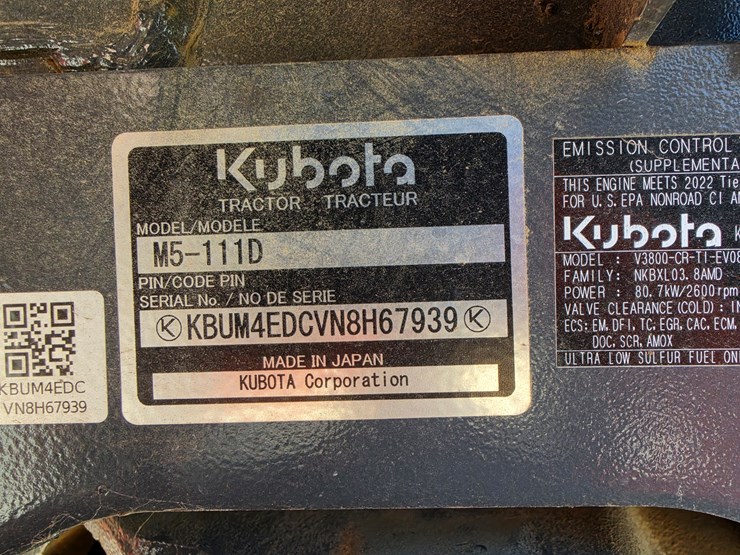 Kubota
TRACTOR TRACTEUR
MODEL/MODELE
M5-111D
PIN/CODE PIN
SERIAL No. / NO DE SERIE
KBUM4EDCVN8H67939
MADE IN JAPAN
KUBOTA Corporation
KBUM4EDC
VN8H67939
EMISSION CONTROL
(SUPPLEMENTA
THIS ENGINE MEETS 2022 Tie
FOR U.S. EPA NONROAD CI A
Kubota K
MODEL : V3800-CR-TI-EV08
FAMILY: NKBXL03.8AMD
POWER : 80.7kW/2600rpm
VALVE CLEARANCE (COLD) : IN
ECS: EM, DFI, TC, EGR, CAC, ECM,
DOC, SCR, AMOX
ULTRA LOW SULFUR FUEL ON